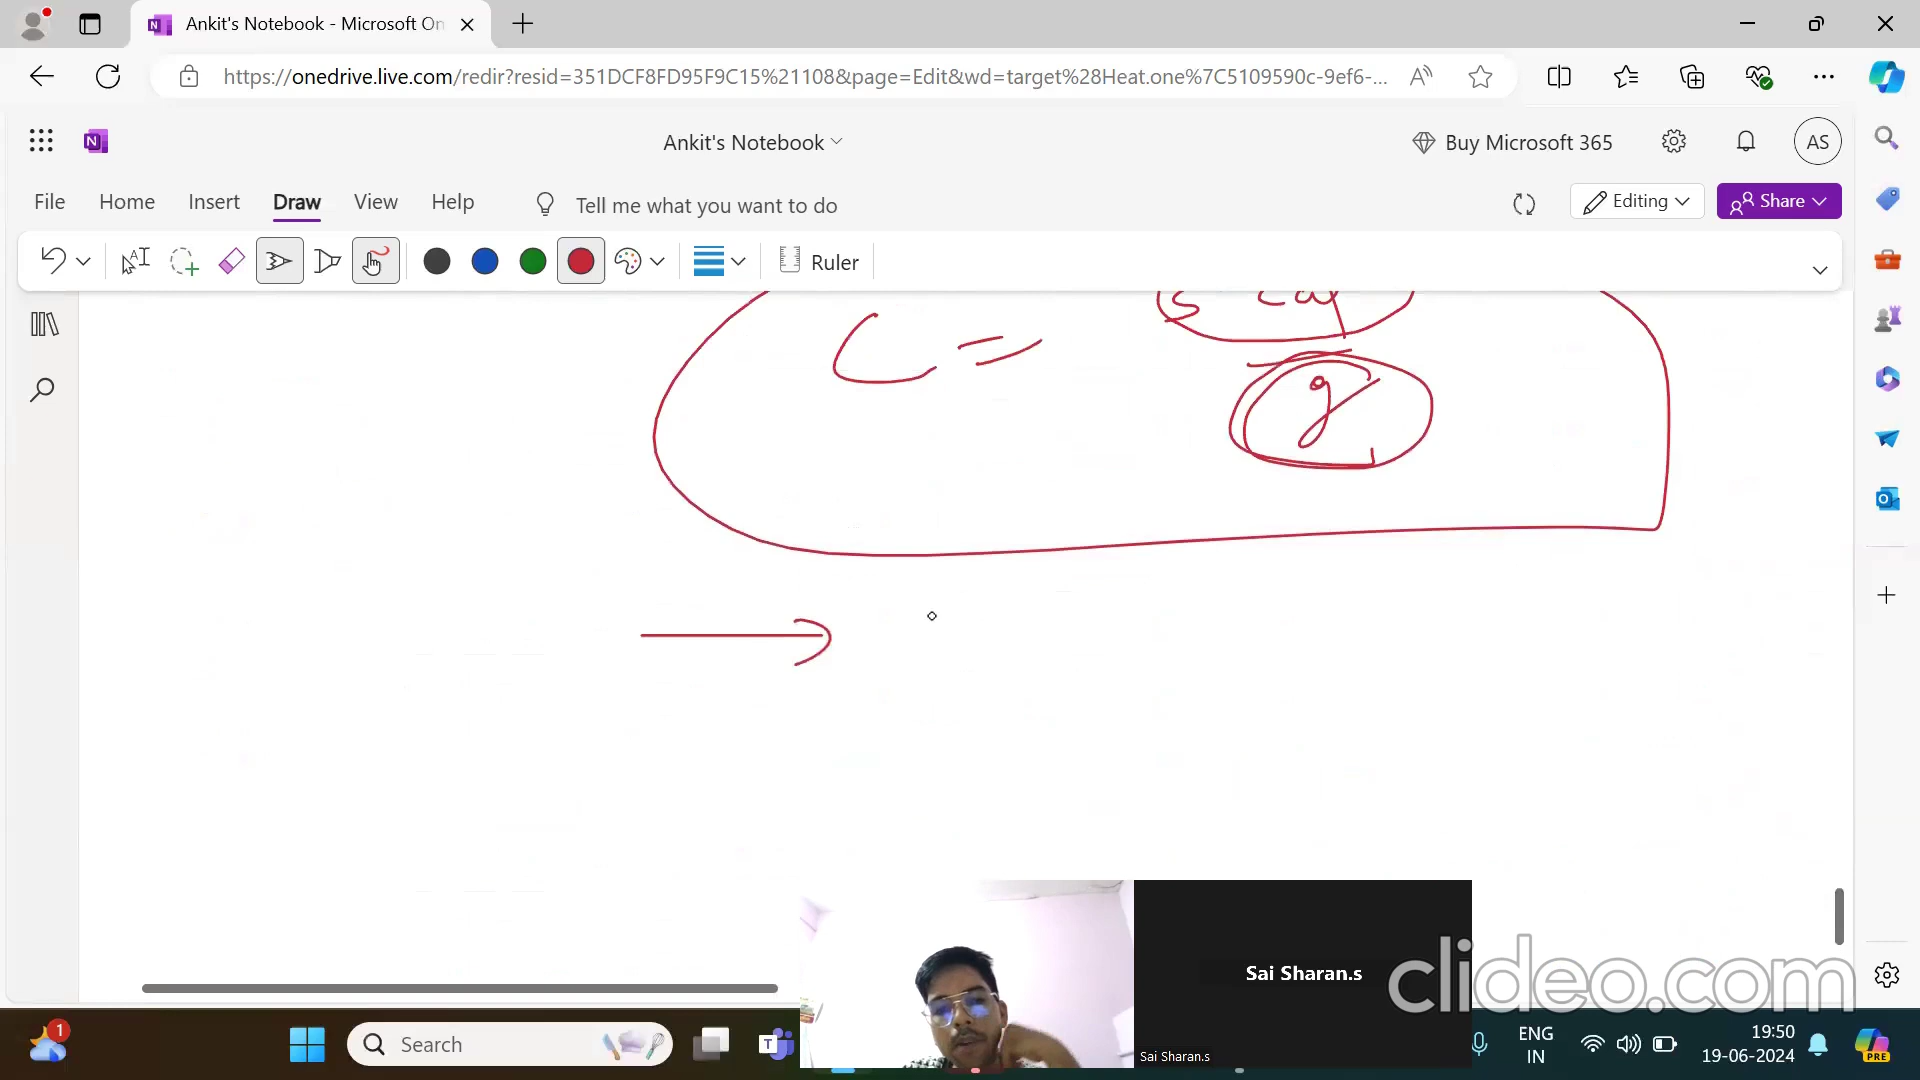 Ankit's Notebook - Microsoft On
https://onedrive.live.com/redir?resid=351DCF8FD95F9C15%21108&page=Edit&wd=target%28Heat.one%7C5109590c-9ef6-...
Ankit's Notebook
Buy Microsoft 365
AS
File Home Insert Draw View Help Tell me what you want to do
Editing
Share
Ruler
C =
g
Sai Sharan.s
clideo.com
Sai Sharan.s
1
Search
ENG
IN
19:50
19-06-2024
PRE